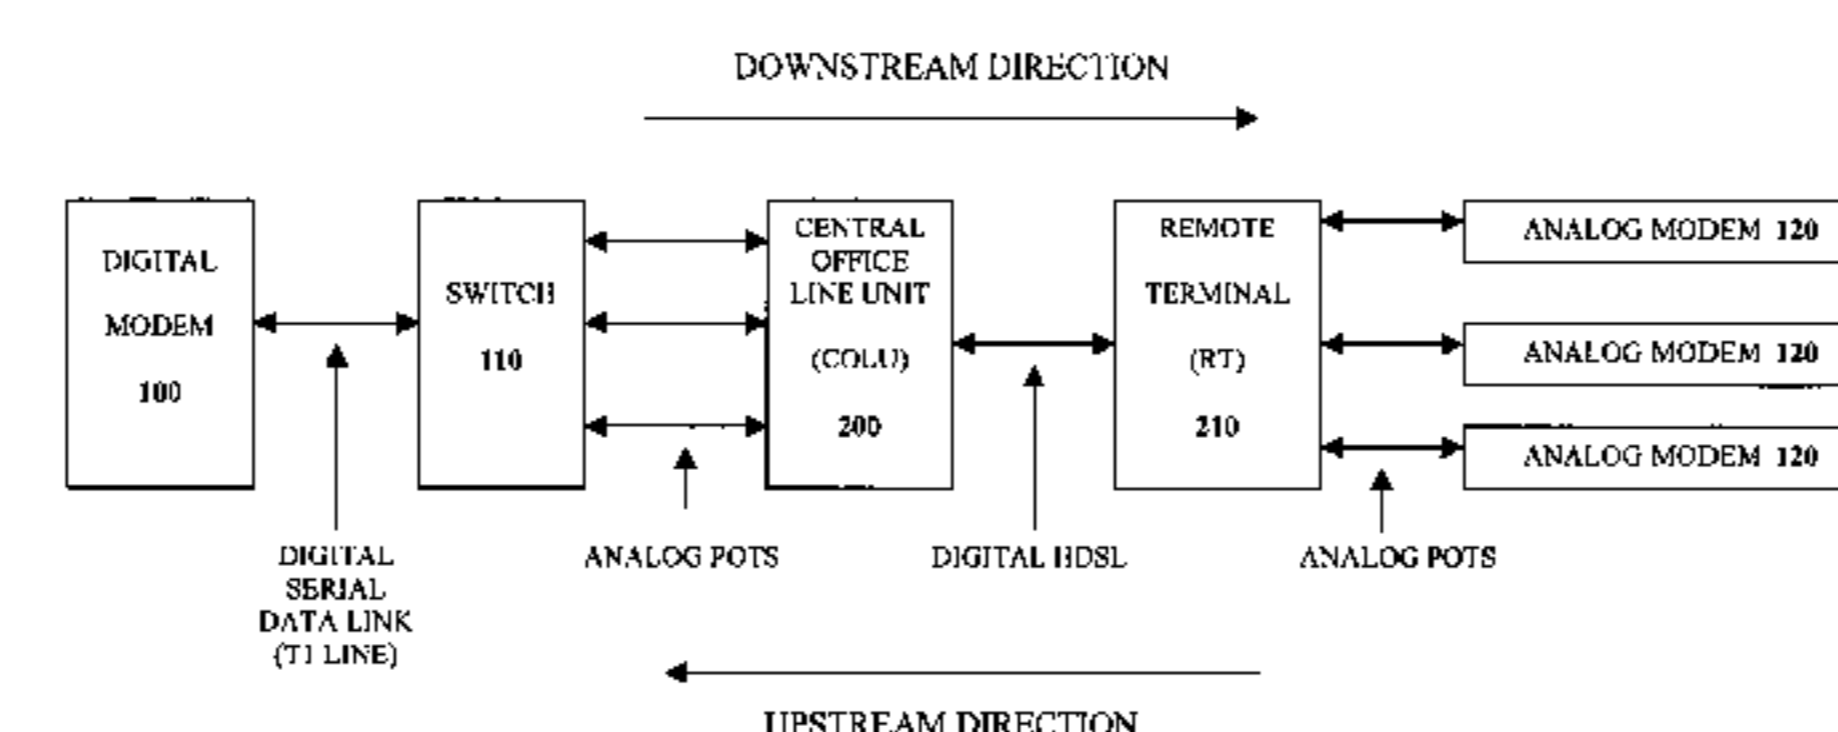 DOWNSTREAM DIRECTION
DIGITAL
MODEM
100
SWITCH
110
CENTRAL
OFFICE
LINE UNIT
(COLU)
200
REMOTE
TERMINAL
(RT)
210
ANALOG MODEM 120
ANALOG MODEM 120
ANALOG MODEM 120
DIGITAL
SERIAL
DATA LINK
(T1 LINE)
ANALOG POTS
DIGITAL HDSL
ANALOG POTS
UPSTREAM DIRECTION